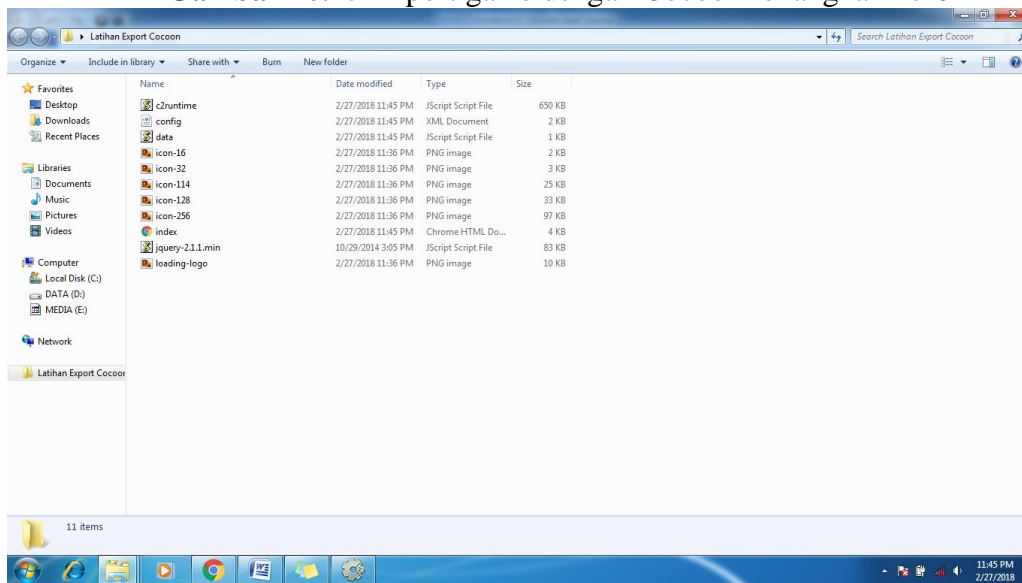 Latihan Export Cocoon
Search Latihan Export Cocoon
Organize Include in library Share with Burn New folder
Favorites
Desktop
Downloads
Recent Places
Libraries
Documents
Music
Pictures
Videos
Computer
Local Disk (C:)
DATA (D:)
MEDIA (E:)
Network
Latihan Export Cocoon
Name Date modified Type Size
c2runtime 2/27/2018 11:45 PM JScript Script File 650 KB
config 2/27/2018 11:45 PM XML Document 2 KB
data 2/27/2018 11:45 PM JScript Script File 1 KB
icon-16 2/27/2018 11:36 PM PNG image 2 KB
icon-32 2/27/2018 11:36 PM PNG image 3 KB
icon-114 2/27/2018 11:36 PM PNG image 25 KB
icon-128 2/27/2018 11:36 PM PNG image 33 KB
icon-256 2/27/2018 11:36 PM PNG image 97 KB
index 2/27/2018 11:45 PM Chrome HTML Do... 4 KB
jquery-2.1.1.min 10/29/2014 3:05 PM JScript Script File 83 KB
loading-logo 2/27/2018 11:36 PM PNG image 10 KB
11 items
11:45 PM
2/27/2018